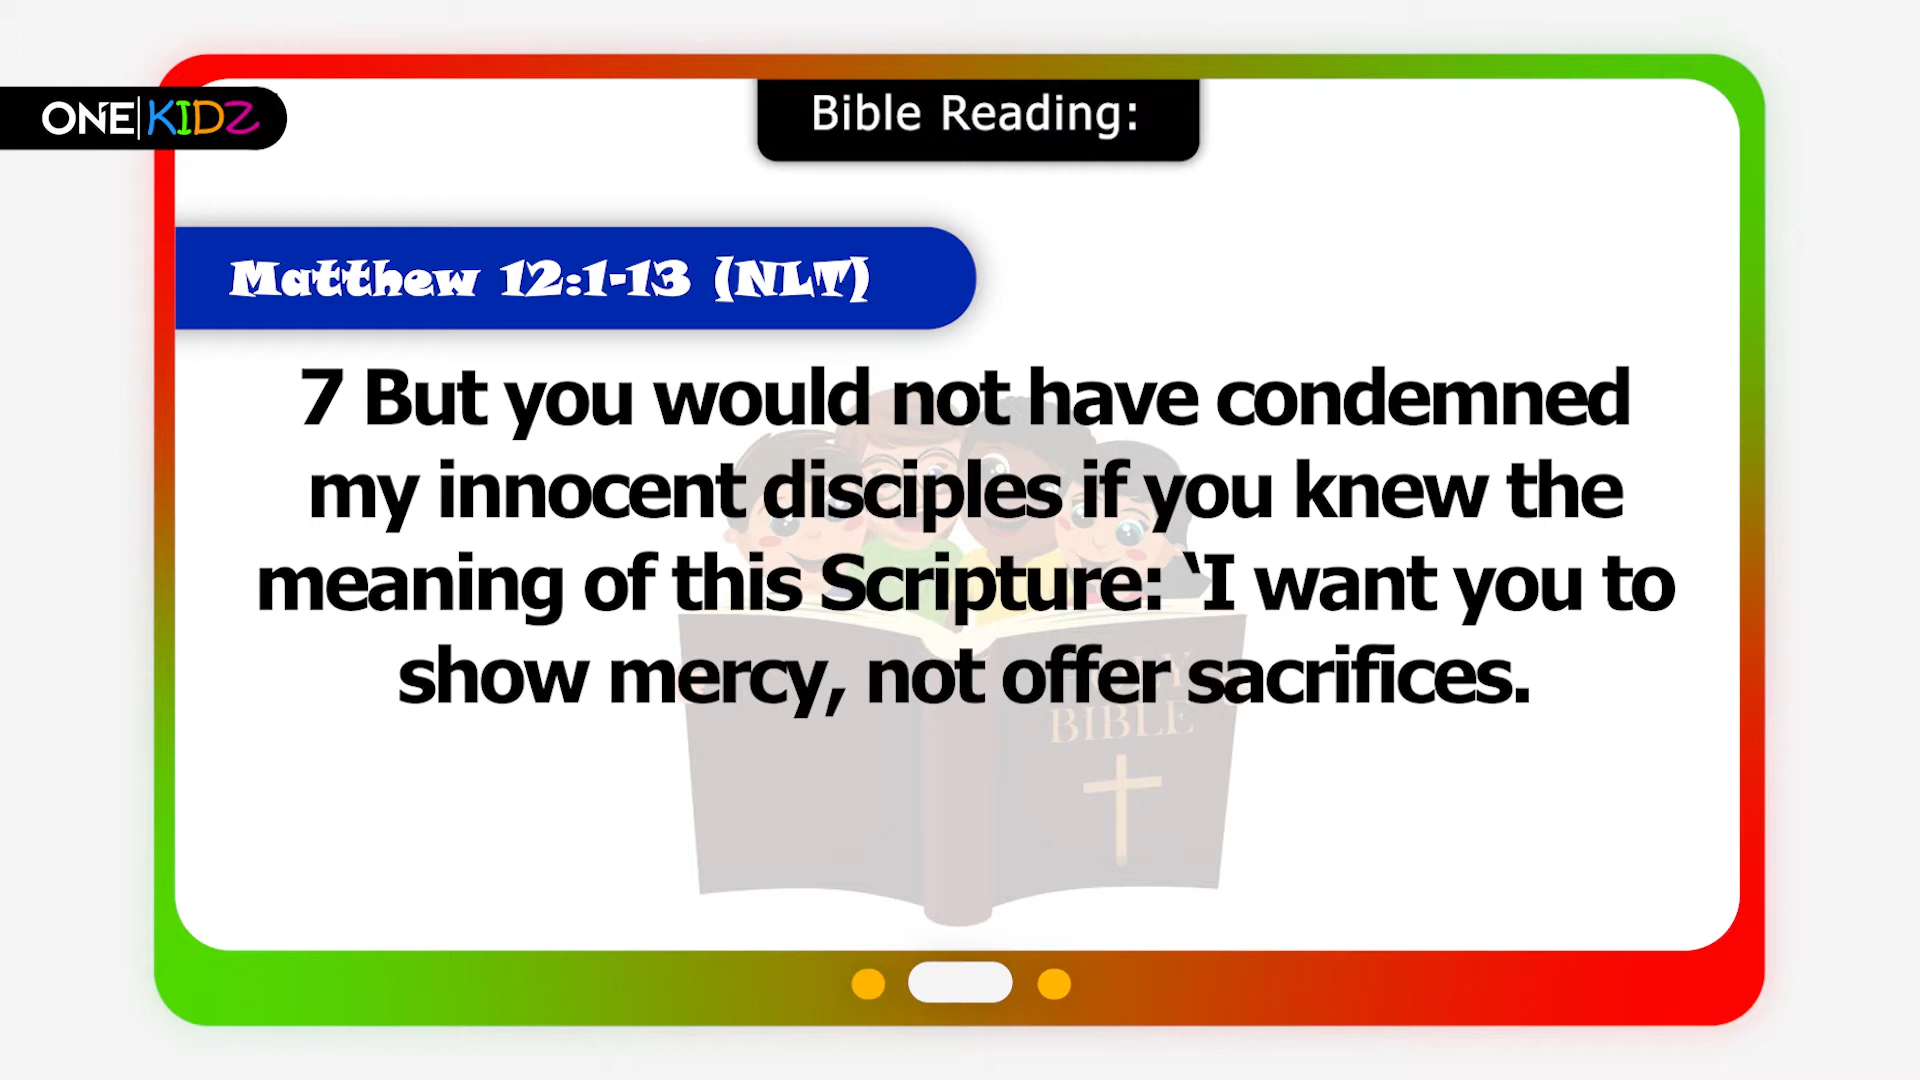 ONE|KIDZ
Bible Reading:
Matthew 12:1-13 (NLT)
7 But you would not have condemned
my innocent disciples if you knew the
meaning of this Scripture: ‘I want you to
show mercy, not offer sacrifices.
HOLY
BIBLE